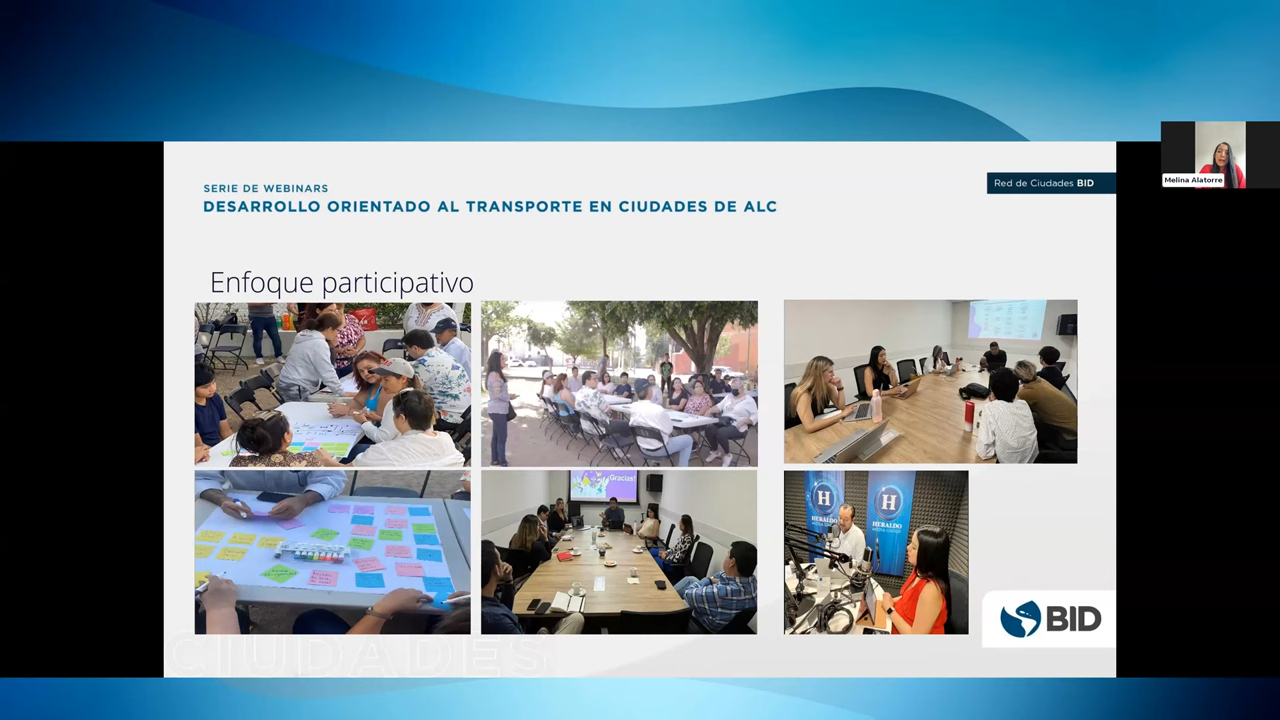 SERIE DE WEBINARS
DESARROLLO ORIENTADO AL TRANSPORTE EN CIUDADES DE ALC
Red de Ciudades BID
Melina Alatorre
Enfoque participativo
Gracias!
H
HERALDO
H
HERALDO
BID
CIUDADES